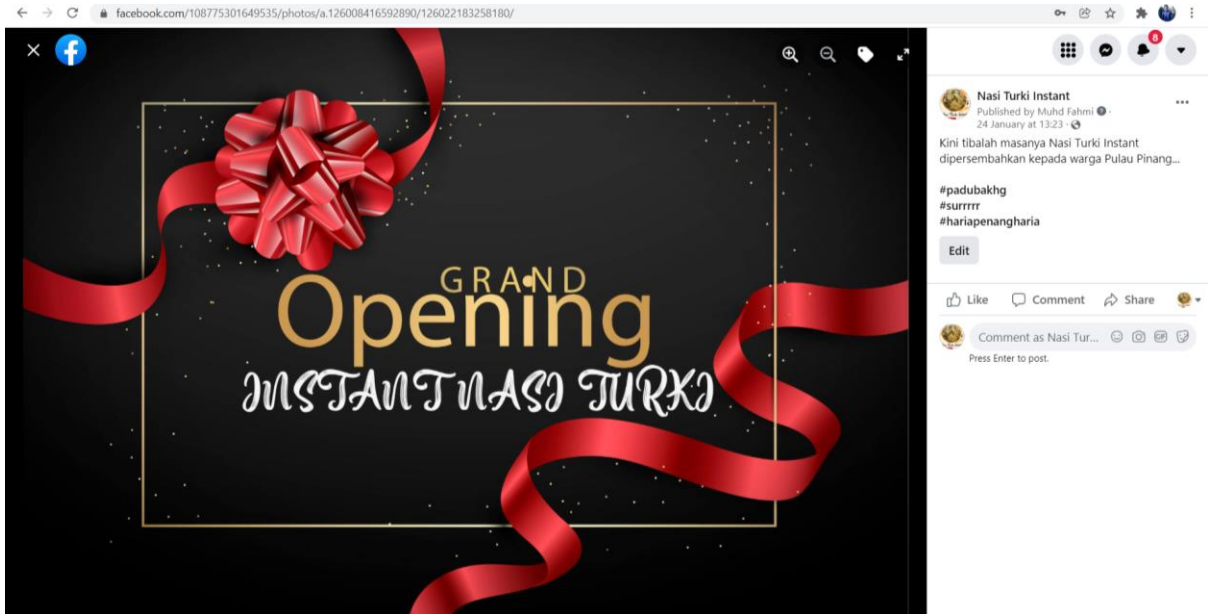 facebook.com/108775301649535/photos/a.126008416592890/126022183258180/
8
GRAND
Opening
INSTANT NASI TURKI
Nasi Turki Instant
Published by Muhd Fahmi ·
24 January at 13:23 ·
Kini tibalah masanya Nasi Turki Instant
dipersembahkan kepada warga Pulau Pinang...
#padubakhg
#surrrrr
#hariapenangharia
Edit
Like Comment Share
Comment as Nasi Tur... GIF
Press Enter to post.